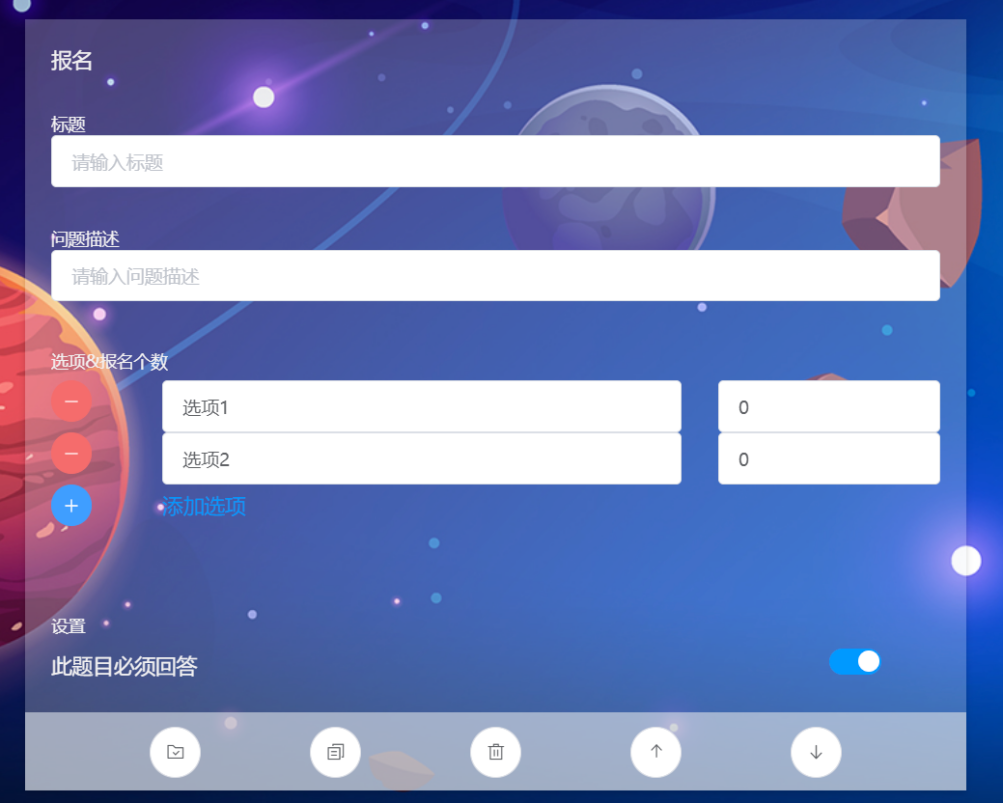 报名
标题
请输入标题
问题描述
请输入问题描述
选项&报名个数
选项1 0
选项2 0
添加选项
设置
此题目必须回答